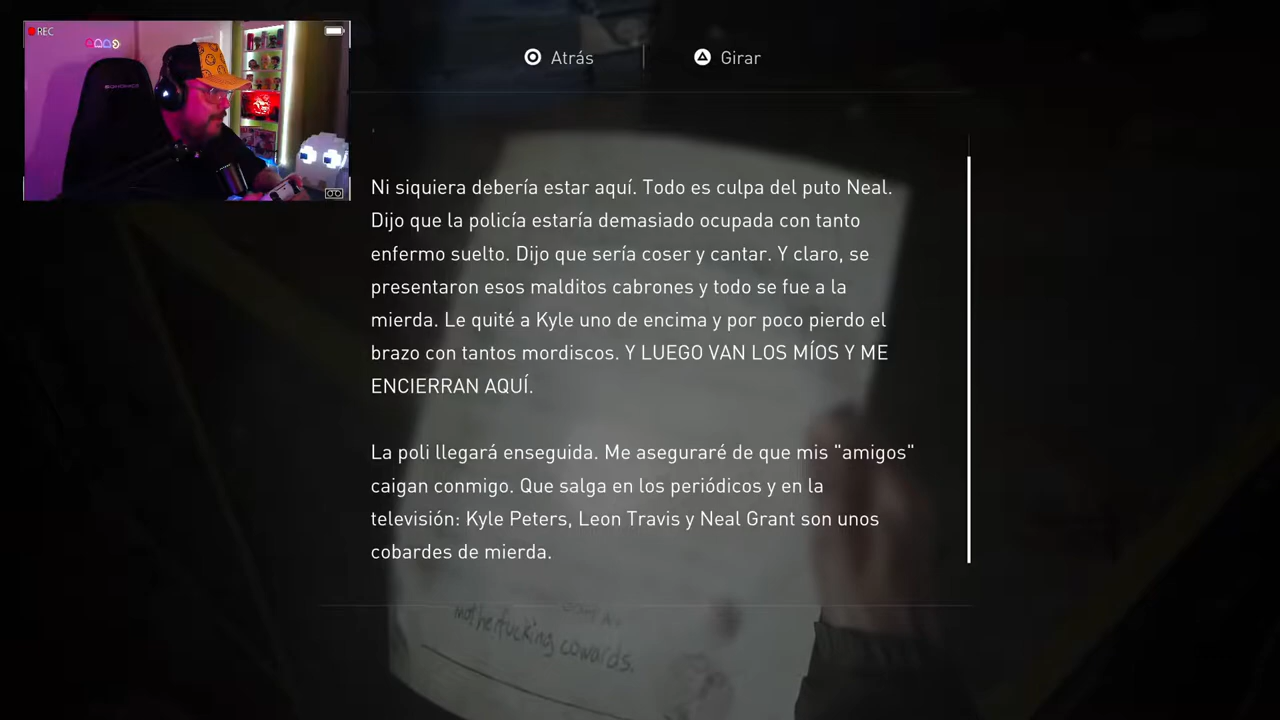 REC
Atrás
Girar
Ni siquiera debería estar aquí. Todo es culpa del puto Neal.
Dijo que la policía estaría demasiado ocupada con tanto
enfermo suelto. Dijo que sería coser y cantar. Y claro, se
presentaron esos malditos cabrones y todo se fue a la
mierda. Le quité a Kyle uno de encima y por poco pierdo el
brazo con tantos mordiscos. Y LUEGO VAN LOS MÍOS Y ME
ENCIERRAN AQUÍ.
La poli llegará enseguida. Me aseguraré de que mis "amigos"
caigan conmigo. Que salga en los periódicos y en la
televisión: Kyle Peters, Leon Travis y Neal Grant son unos
cobardes de mierda.
motherfucking cowards.